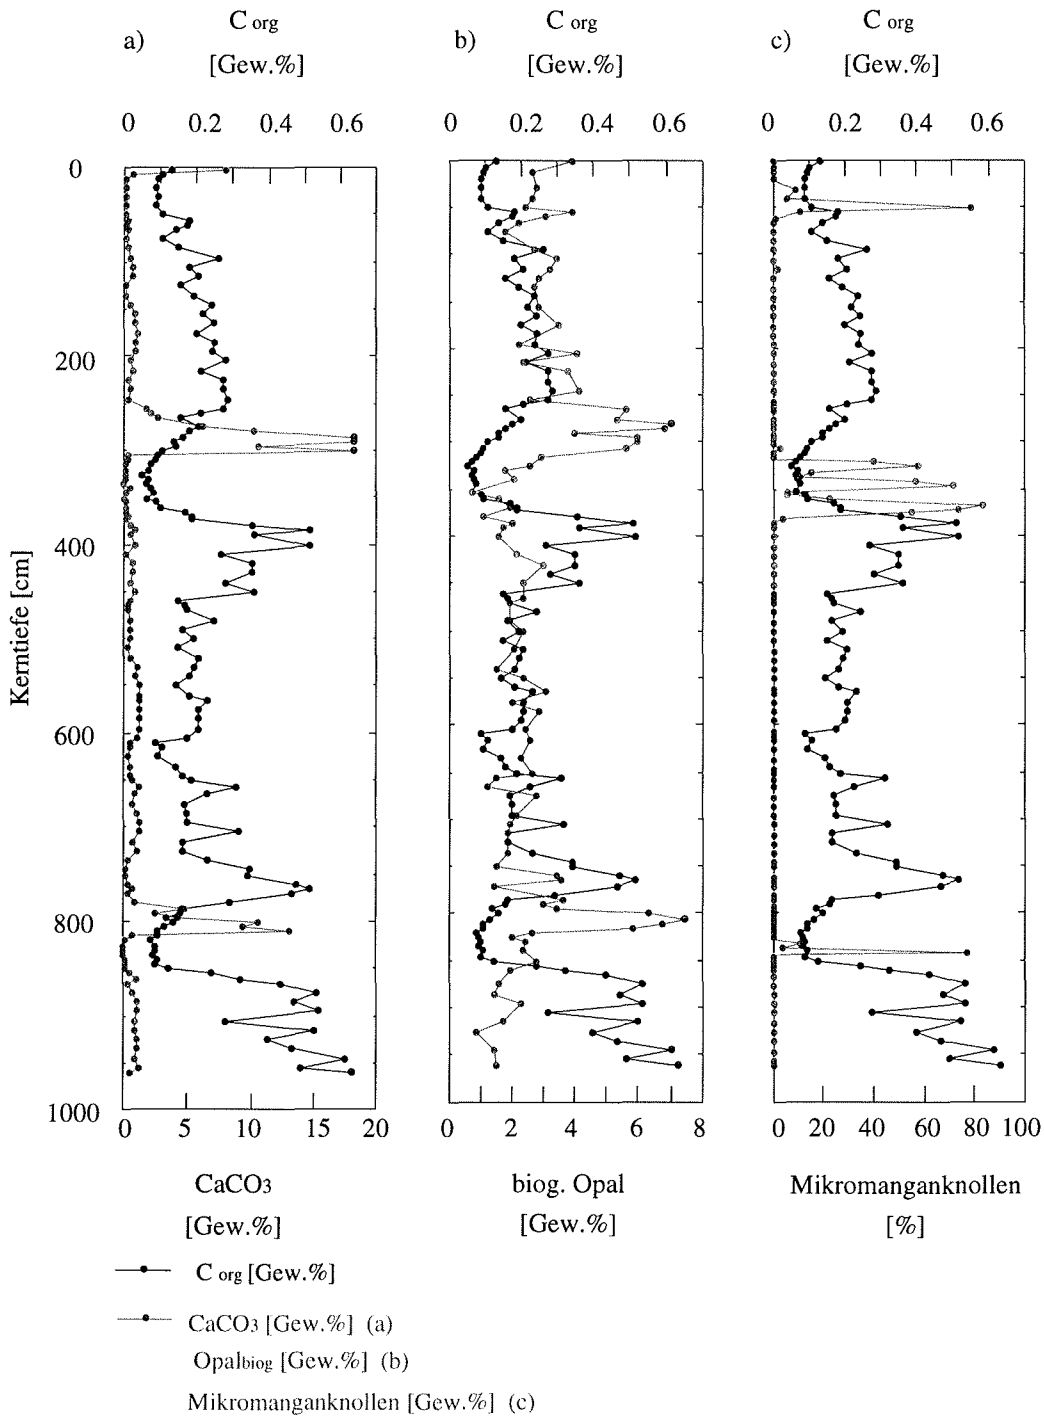 a) C org
[Gew.%]
b) C org
[Gew.%]
c) C org
[Gew.%]
0 0.2 0.4 0.6
0 0.2 0.4 0.6
0 0.2 0.4 0.6
Kerntiefe [cm]
0
200
400
600
800
1000
0 5 10 15 20
0 2 4 6 8
0 20 40 60 80 100
CaCO3
[Gew.%]
biog. Opal
[Gew.%]
Mikromanganknollen
[%]
C org [Gew.%]
CaCO3 [Gew.%] (a)
Opalbiog [Gew.%] (b)
Mikromanganknollen [Gew.%] (c)